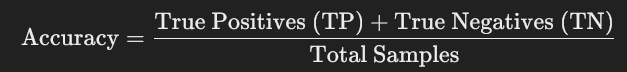 Accuracy = True Positives (TP) + True Negatives (TN)
Total Samples